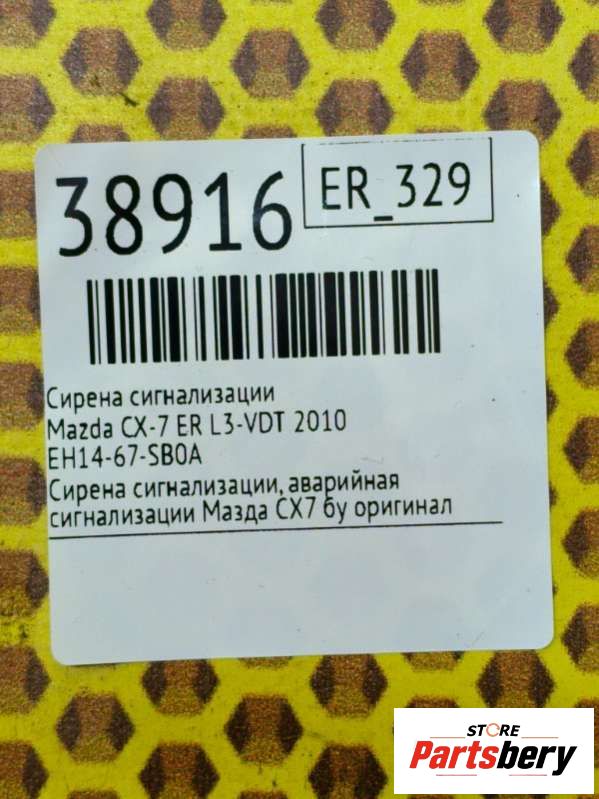 38916
ER_329
Сирена сигнализации
Mazda CX-7 ER L3-VDT 2010
EH14-67-SB0A
Сирена сигнализации, аварийная
сигнализации Мазда СХ7 бу оригинал
STORE
Partsbery